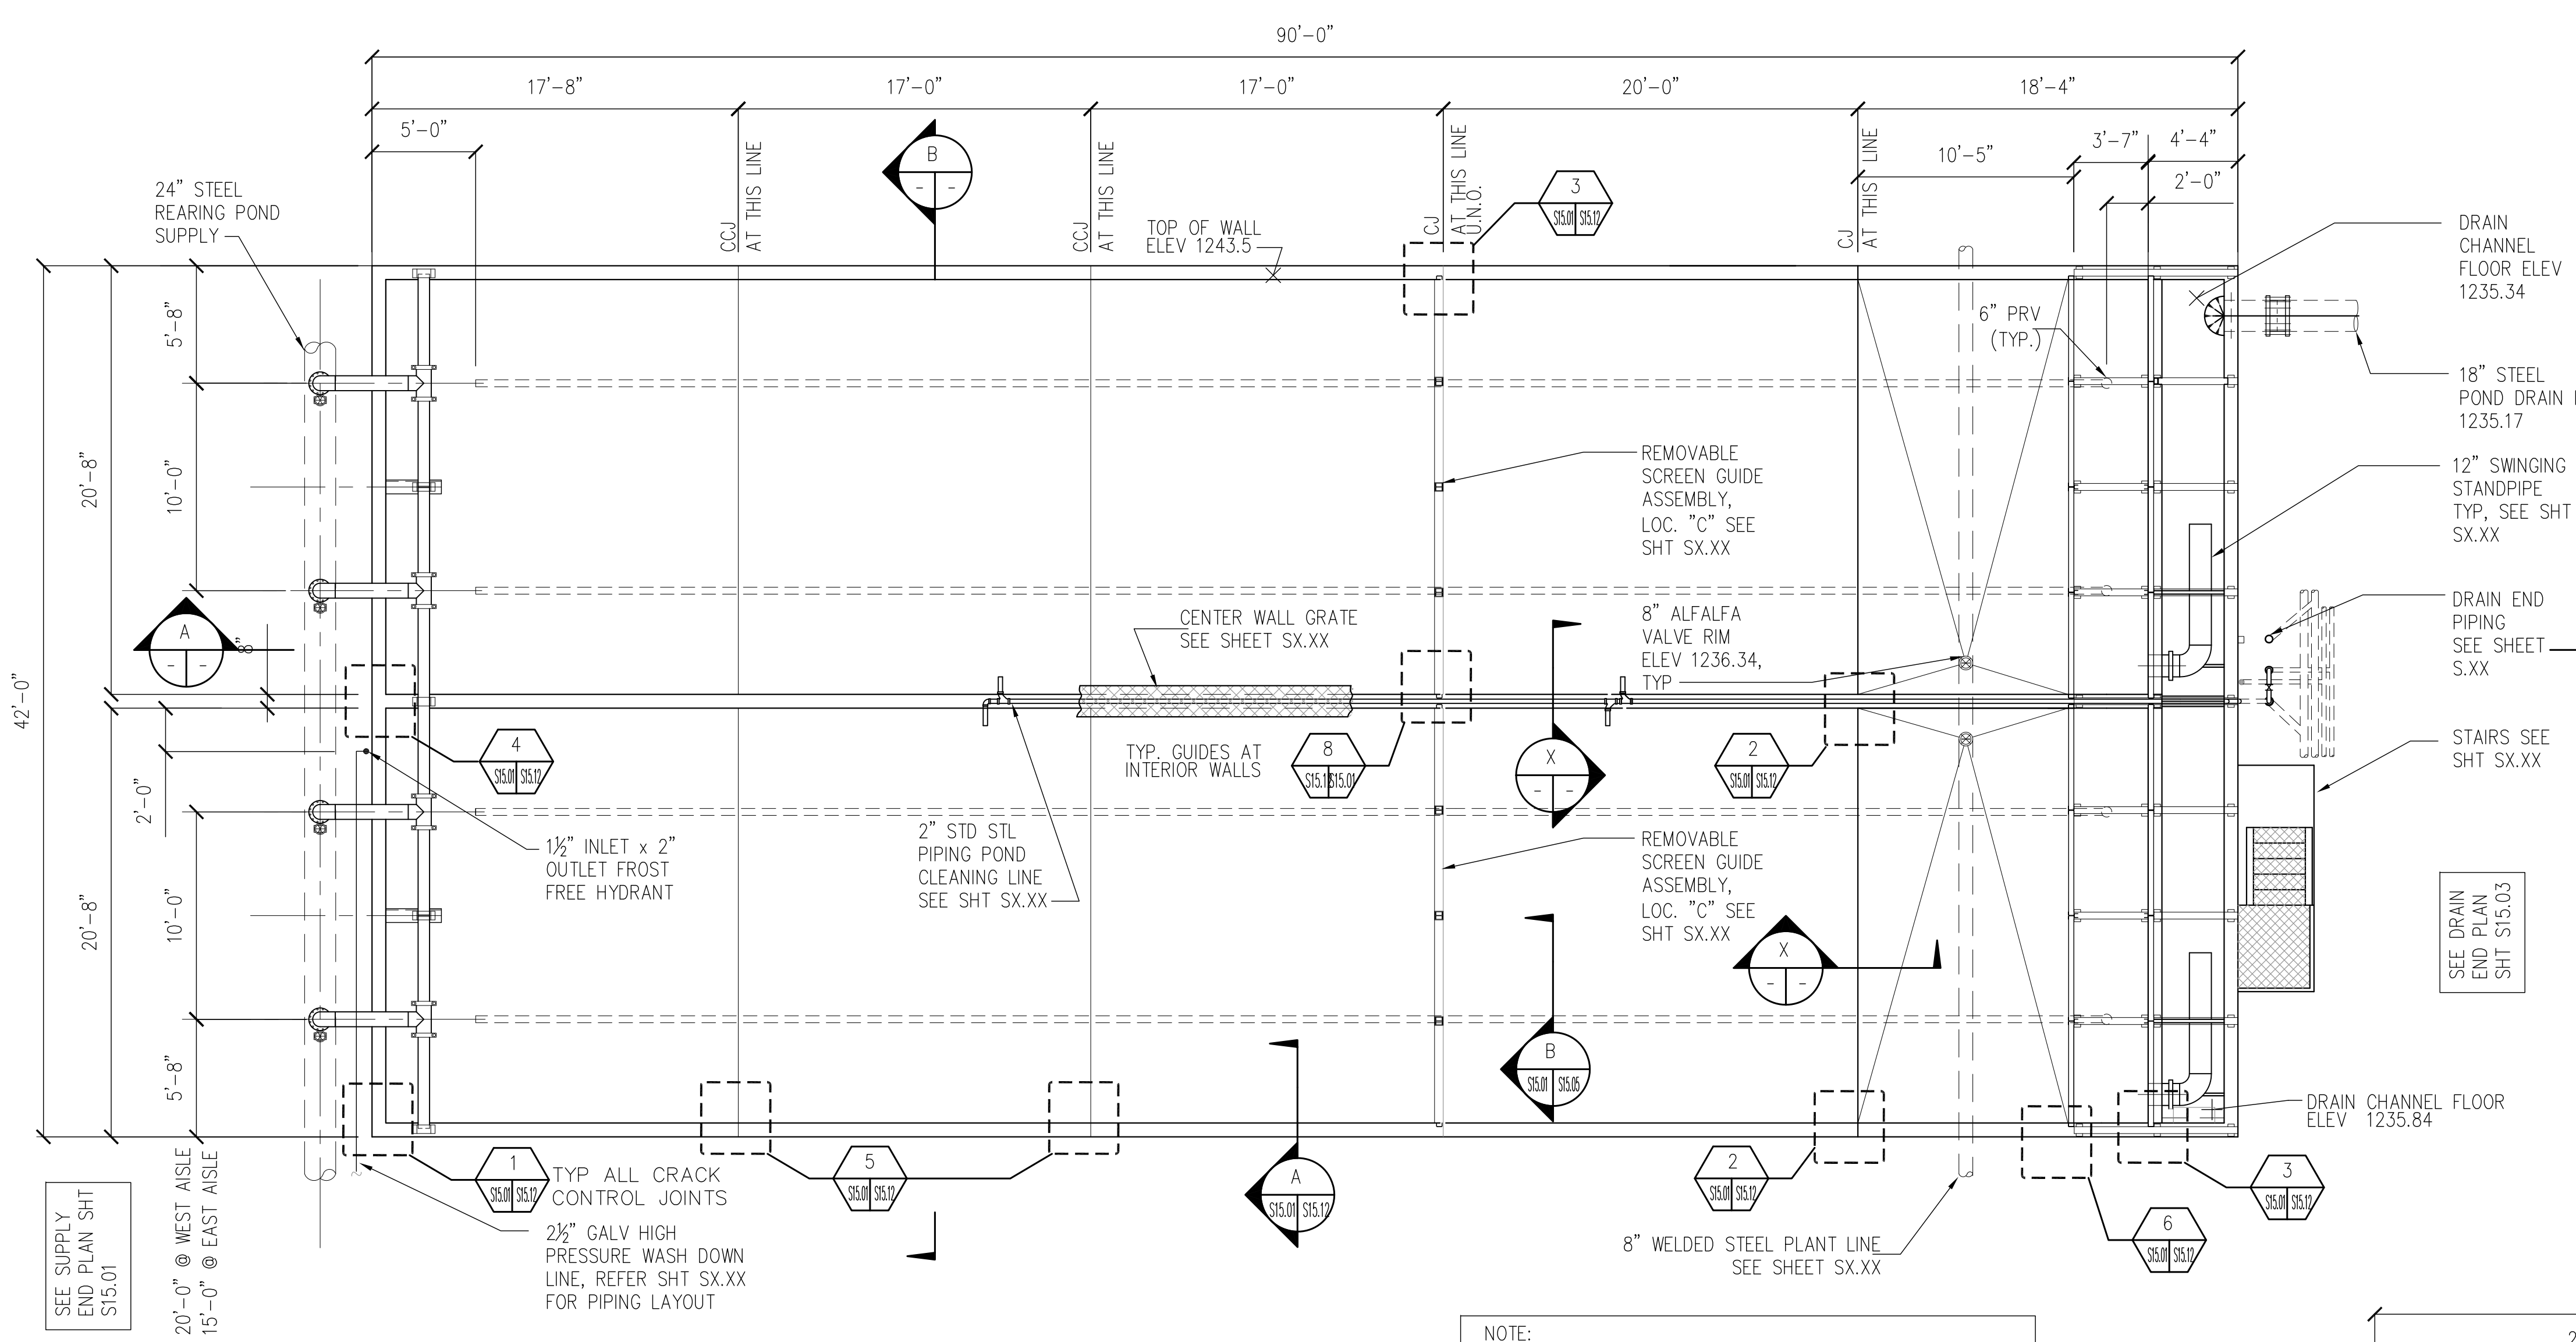 90'-0"
17'-8"
17'-0"
17'-0"
20'-0"
18'-4"
5'-0"
10'-5"
3'-7"
4'-4"
2'-0"
B
- -
CCJ
AT THIS LINE
CCJ
AT THIS LINE
CJ
AT THIS LINE
U.N.O.
CJ
AT THIS LINE
3
S15.01 S15.12
24" STEEL
REARING POND
SUPPLY
TOP OF WALL
ELEV 1243.5
6" PRV
(TYP.)
DRAIN
CHANNEL
FLOOR ELEV
1235.34
18" STEEL
POND DRAIN
1235.17
12" SWINGING
STANDPIPE
TYP, SEE SHT
SX.XX
DRAIN END
PIPING
SEE SHEET
S.XX
STAIRS SEE
SHT SX.XX
SEE DRAIN
END PLAN
SHT S15.03
42'-0"
20'-8"
20'-8"
5'-8"
10'-0"
8"
2'-0"
10'-0"
5'-8"
A
- -
REMOVABLE
SCREEN GUIDE
ASSEMBLY,
LOC. "C" SEE
SHT SX.XX
CENTER WALL GRATE
SEE SHEET SX.XX
8" ALFALFA
VALVE RIM
ELEV 1236.34,
TYP
4
S15.01 S15.12
TYP. GUIDES AT
INTERIOR WALLS
8
S15.01
X
- -
2
S15.01 S15.12
1½" INLET x 2"
OUTLET FROST
FREE HYDRANT
2" STD STL
PIPING POND
CLEANING LINE
SEE SHT SX.XX
REMOVABLE
SCREEN GUIDE
ASSEMBLY,
LOC. "C" SEE
SHT SX.XX
X
- -
B
S15.01 S15.05
DRAIN CHANNEL FLOOR
ELEV 1235.84
1
S15.01 S15.12
TYP ALL CRACK
CONTROL JOINTS
5
S15.01 S15.12
A
S15.01 S15.12
2
S15.01 S15.12
3
S15.01 S15.12
6
S15.01 S15.12
2½" GALV HIGH
PRESSURE WASH DOWN
LINE, REFER SHT SX.XX
FOR PIPING LAYOUT
8" WELDED STEEL PLANT LINE
SEE SHEET SX.XX
SEE SUPPLY
END PLAN SHT
S15.01
20'-0" @ WEST AISLE
15'-0" @ EAST AISLE
NOTE:
2